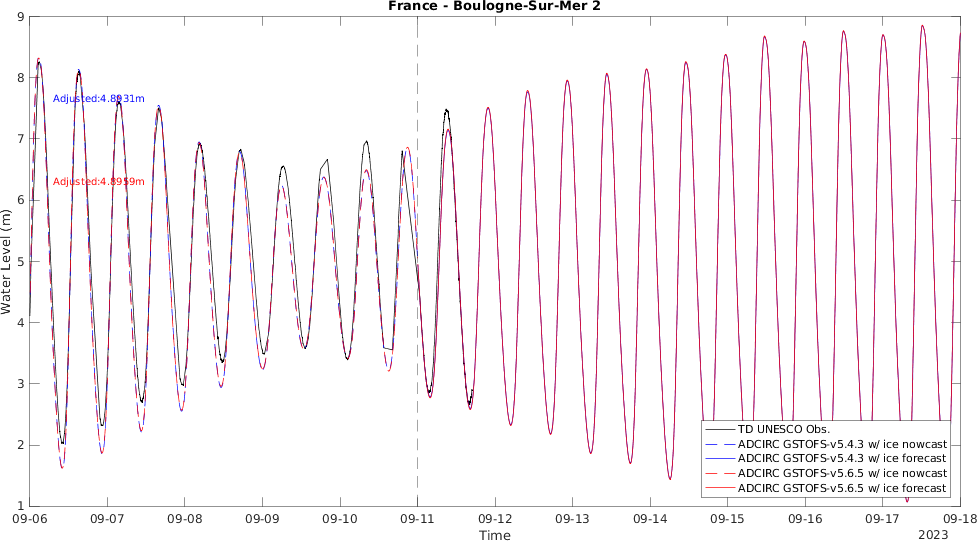 France - Boulogne-Sur-Mer 2
Water Level (m)
9
8
7
6
5
4
3
2
1
Adjusted:4.8931m
Adjusted:4.8959m
TD UNESCO Obs.
ADCIRC GSTOFS-v5.4.3 w/ ice nowcast
ADCIRC GSTOFS-v5.4.3 w/ ice forecast
ADCIRC GSTOFS-v5.6.5 w/ ice nowcast
ADCIRC GSTOFS-v5.6.5 w/ ice forecast
09-06 09-07 09-08 09-09 09-10 09-11 09-12 09-13 09-14 09-15 09-16 09-17 09-18
Time
2023